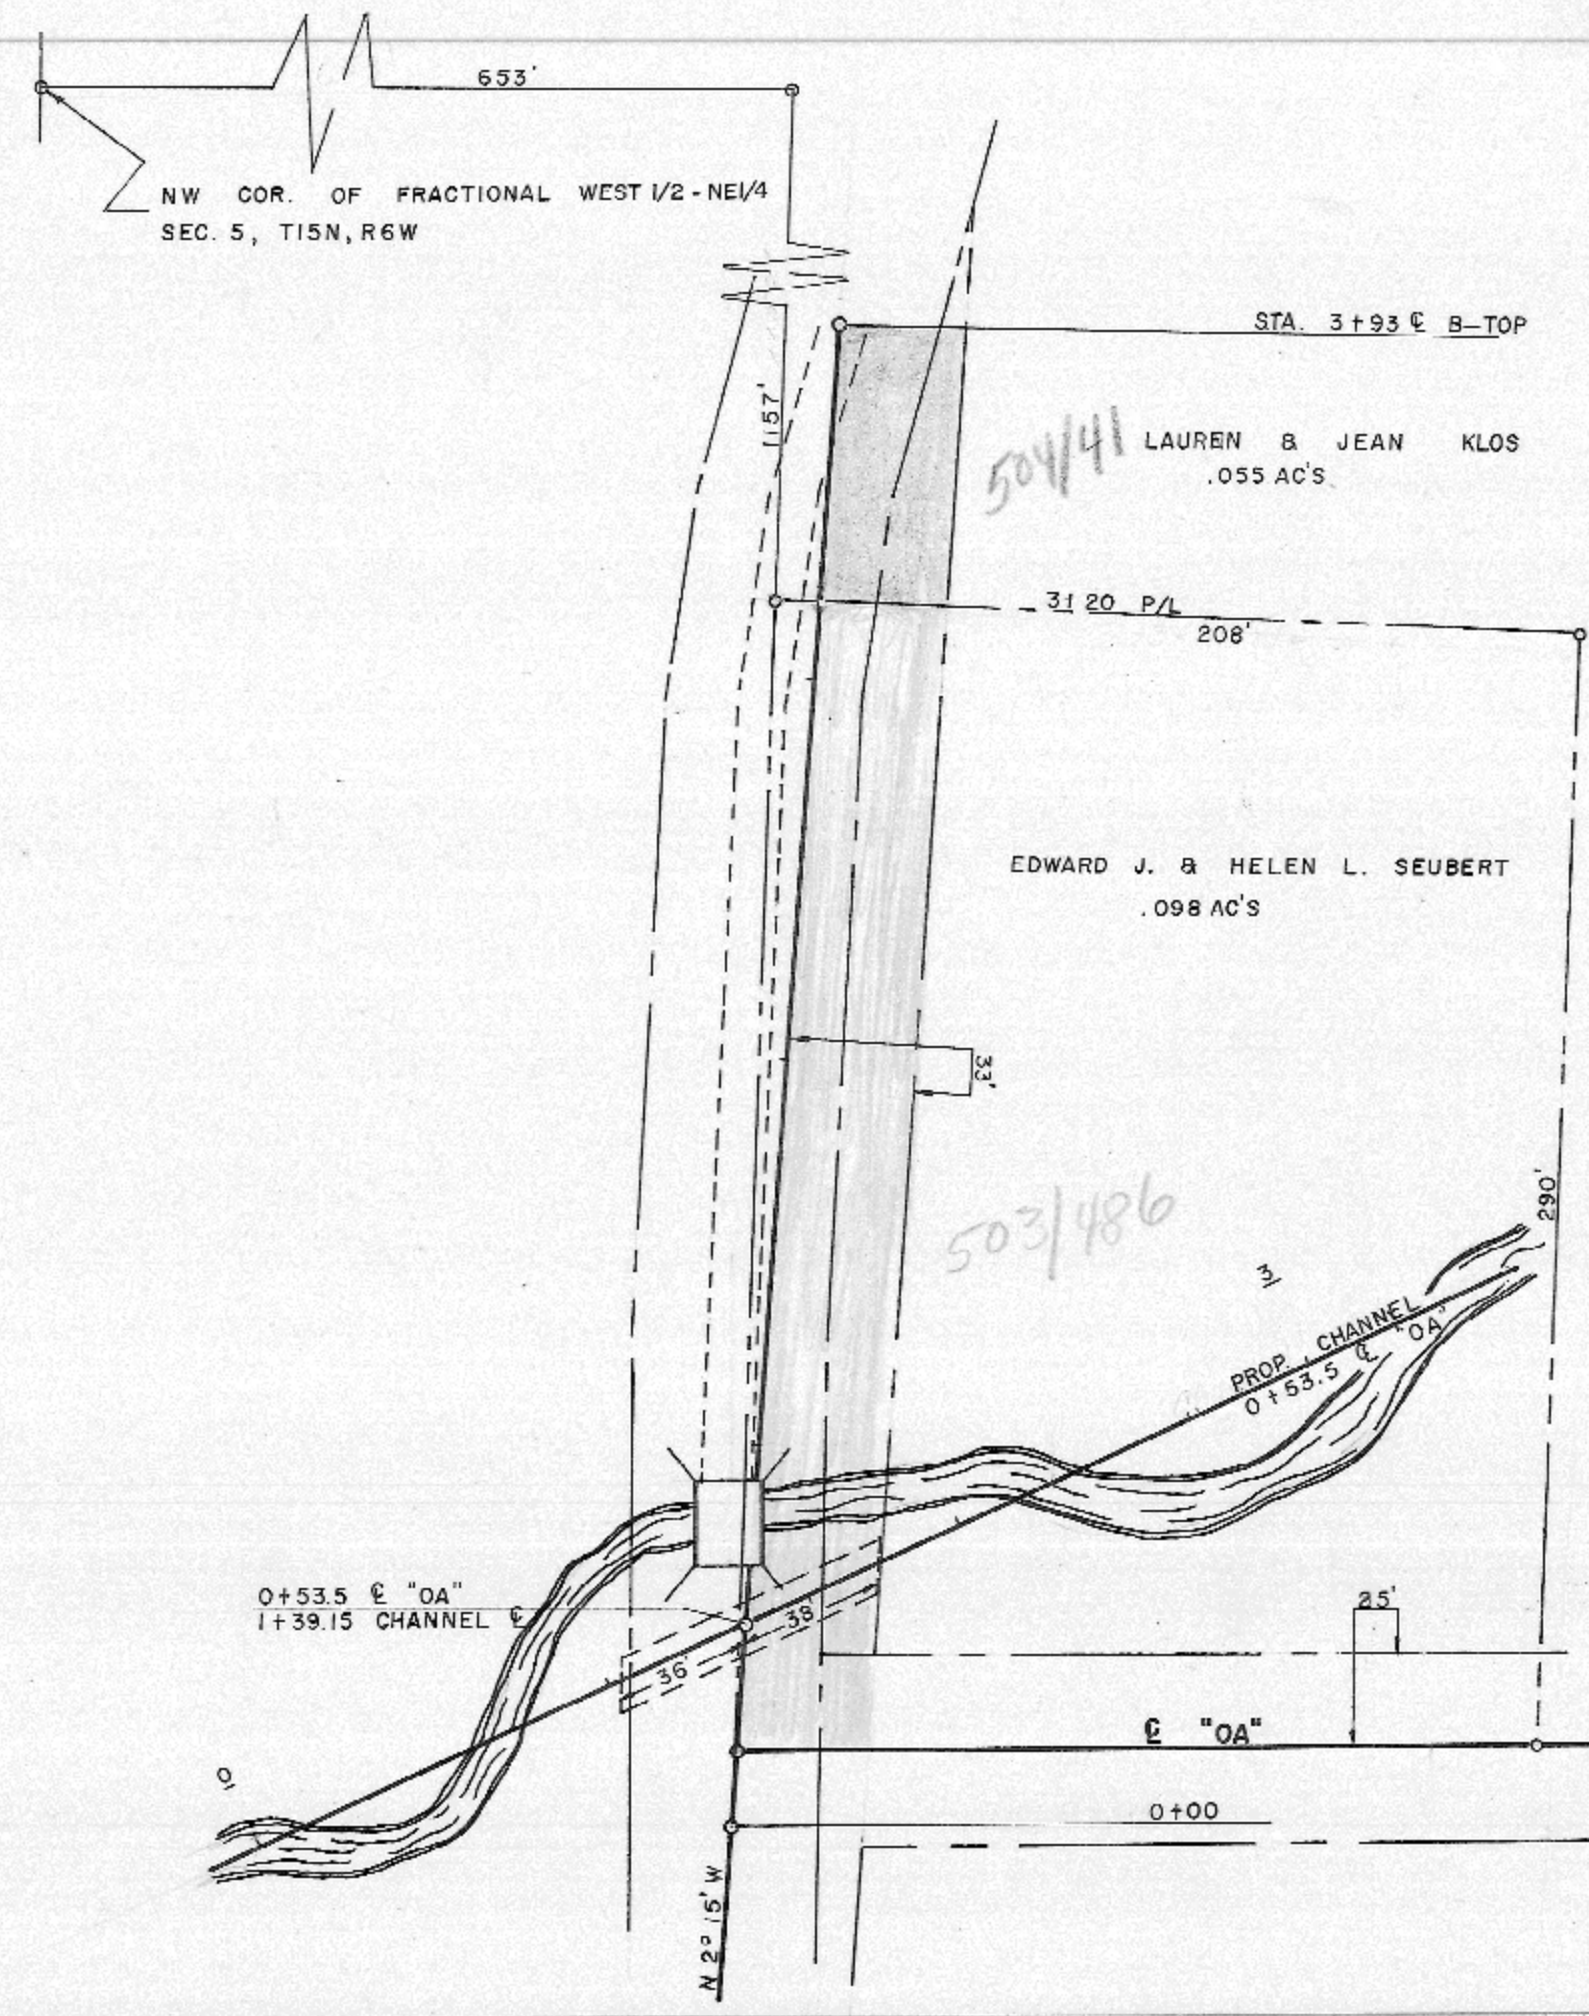 653'
NW COR. OF FRACTIONAL WEST 1/2 - NE1/4
SEC. 5, T15N, R6W
STA. 3+93 ℄ B-TOP
1157'
504/41
LAUREN & JEAN KLOS
.055 AC'S
3+20 P/L
208'
EDWARD J. & HELEN L. SEUBERT
.098 AC'S
33'
503/486
290'
3
PROP. CHANNEL
0+53.5 ℄ "OA"
0+53.5 ℄ "OA"
1+39.15 CHANNEL ℄
38'
36'
℄ "OA"
0
0+00
N 2° 15' W